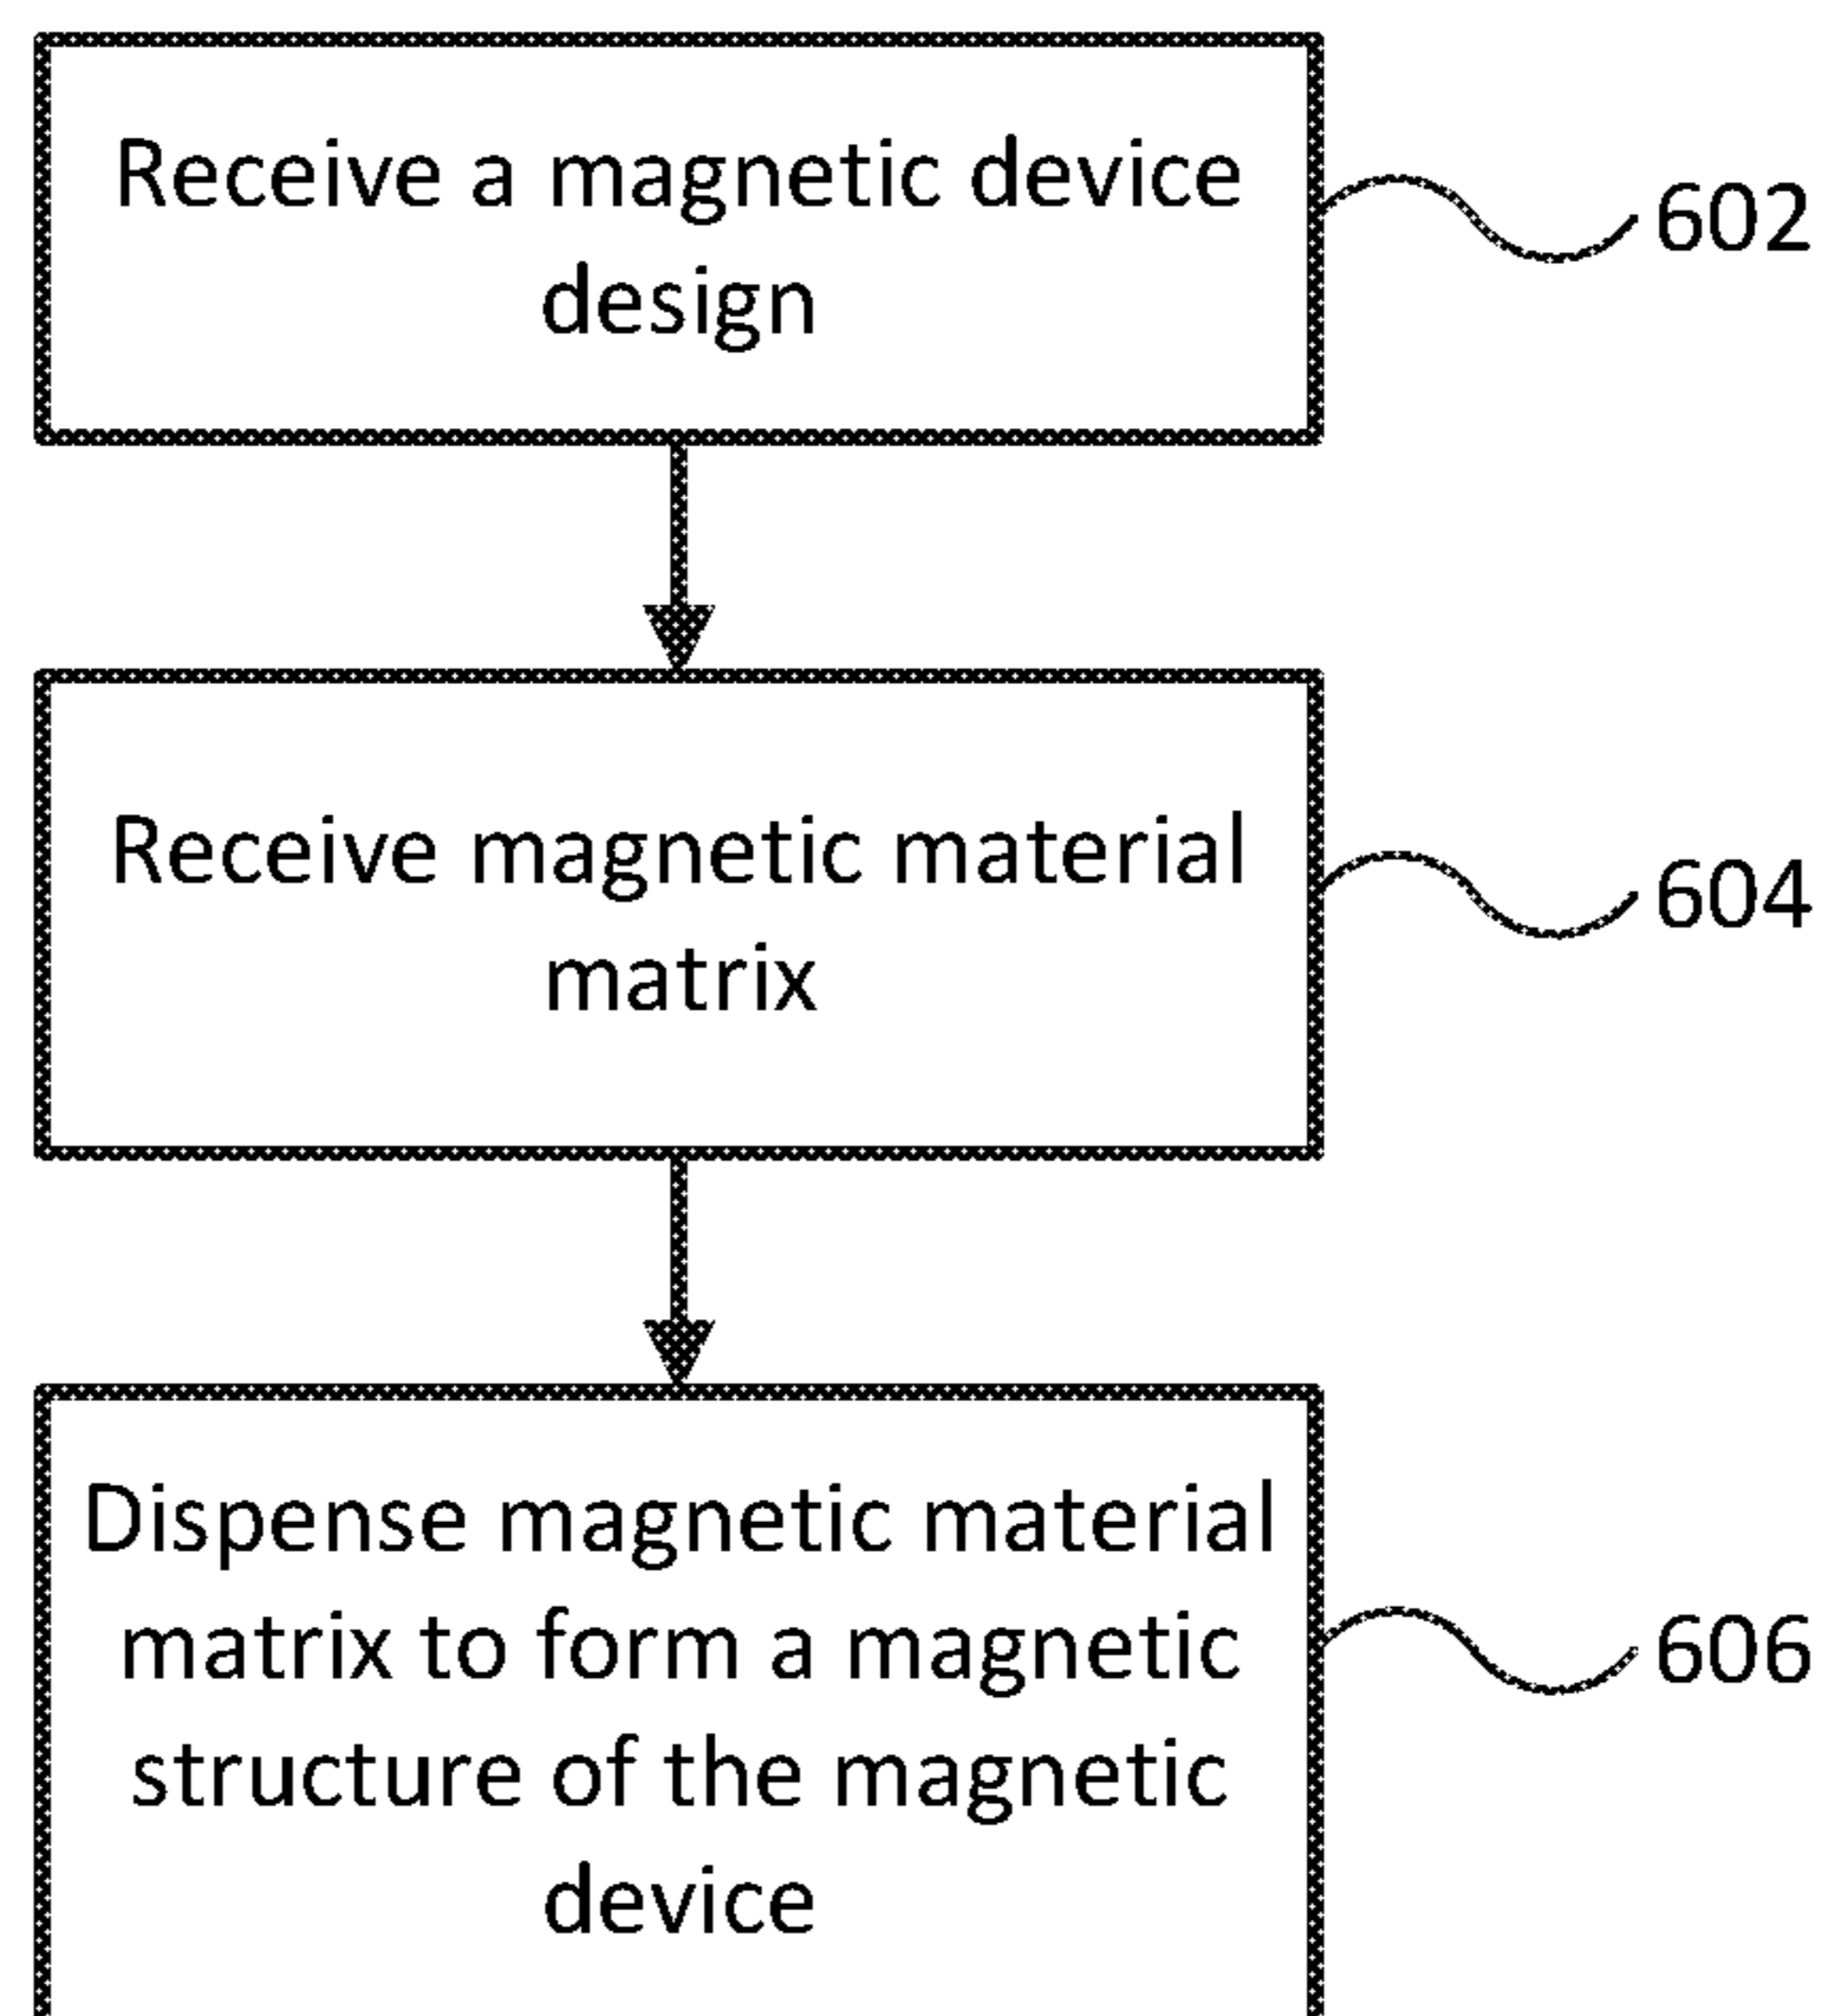 Receive a magnetic device
design
602
Receive magnetic material
matrix
604
Dispense magnetic material
matrix to form a magnetic
structure of the magnetic
device
606